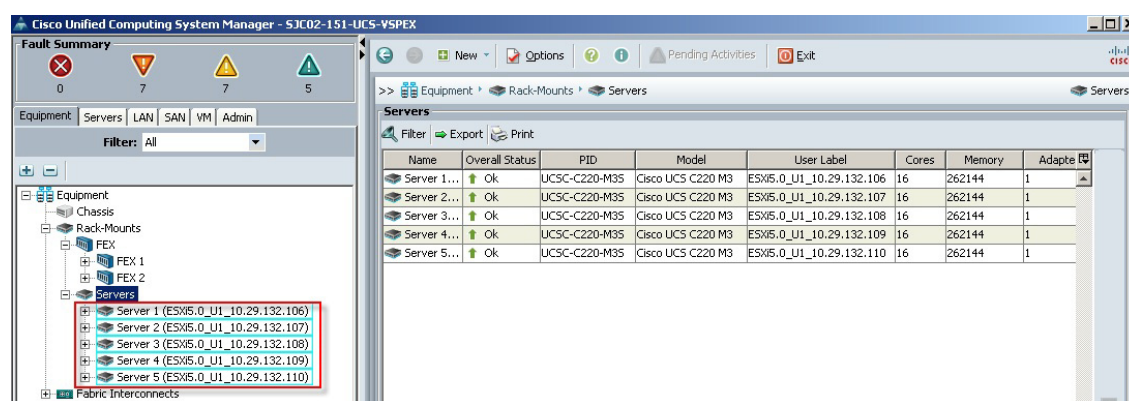 Cisco Unified Computing System Manager - SJC02-151-UCS-VSPEX
Fault Summary
0 7 7 5
New Options Pending Activities Exit
cisco
>> Equipment Rack-Mounts Servers Servers
Equipment Servers LAN SAN VM Admin
Filter: All
Equipment
Chassis
Rack-Mounts
FEX
FEX 1
FEX 2
Servers
Server 1 (ESXi5.0_U1_10.29.132.106)
Server 2 (ESXi5.0_U1_10.29.132.107)
Server 3 (ESXi5.0_U1_10.29.132.108)
Server 4 (ESXi5.0_U1_10.29.132.109)
Server 5 (ESXi5.0_U1_10.29.132.110)
Fabric Interconnects
Servers
Filter Export Print
Name Overall Status PID Model User Label Cores Memory Adapte
Server 1... Ok UCSC-C220-M3S Cisco UCS C220 M3 ESXi5.0_U1_10.29.132.106 16 262144 1
Server 2... Ok UCSC-C220-M3S Cisco UCS C220 M3 ESXi5.0_U1_10.29.132.107 16 262144 1
Server 3... Ok UCSC-C220-M3S Cisco UCS C220 M3 ESXi5.0_U1_10.29.132.108 16 262144 1
Server 4... Ok UCSC-C220-M3S Cisco UCS C220 M3 ESXi5.0_U1_10.29.132.109 16 262144 1
Server 5... Ok UCSC-C220-M3S Cisco UCS C220 M3 ESXi5.0_U1_10.29.132.110 16 262144 1